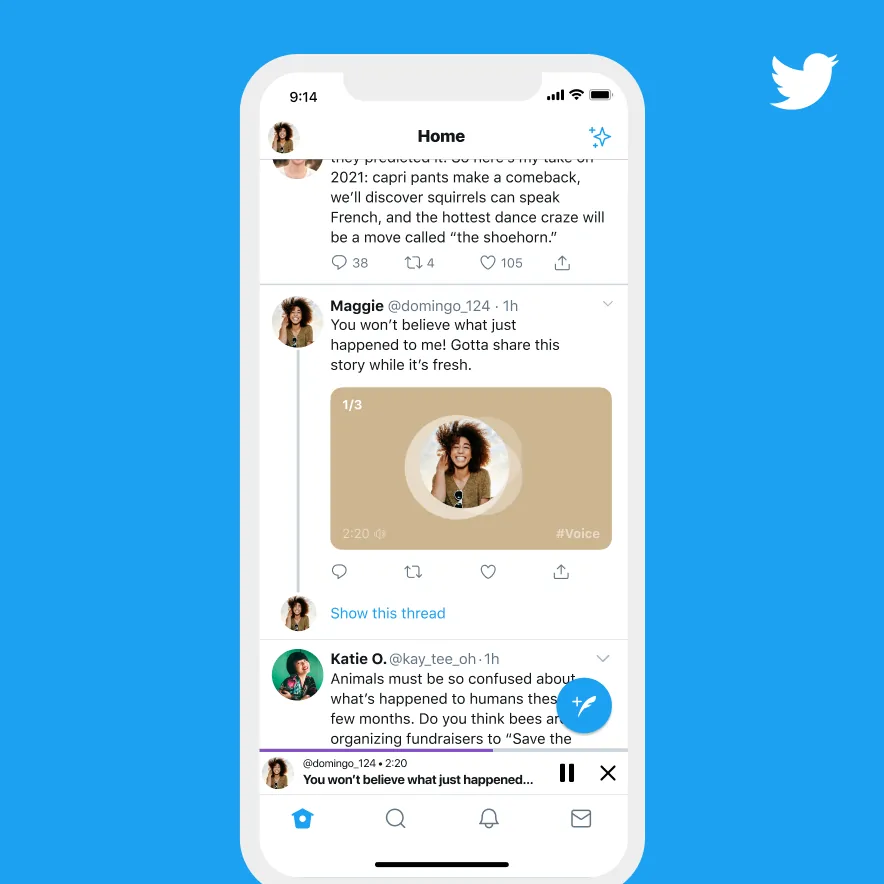 9:14
Home
they predicted it! So here's my take on
2021: capri pants make a comeback,
we'll discover squirrels can speak
French, and the hottest dance craze will
be a move called “the shoehorn.”
38 4 105
Maggie @domingo_124 · 1h
You won't believe what just
happened to me! Gotta share this
story while it's fresh.
1/3
2:20 #Voice
Show this thread
Katie O. @kay_tee_oh · 1h
Animals must be so confused about
what's happened to humans thes
few months. Do you think bees ar
organizing fundraisers to “Save the
@domingo_124 • 2:20
You won't believe what just happened...